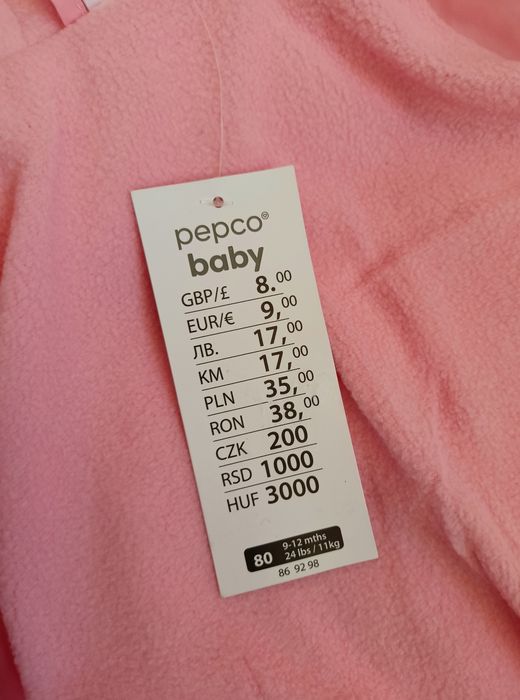 pepco®
baby
GBP/£ 8.00
EUR/€ 9,00
ЛВ. 17,00
KM 17,00
PLN 35,00
RON 38,00
CZK 200
RSD 1000
HUF 3000
80 9-12 mths
24 lbs / 11kg
86 92 98